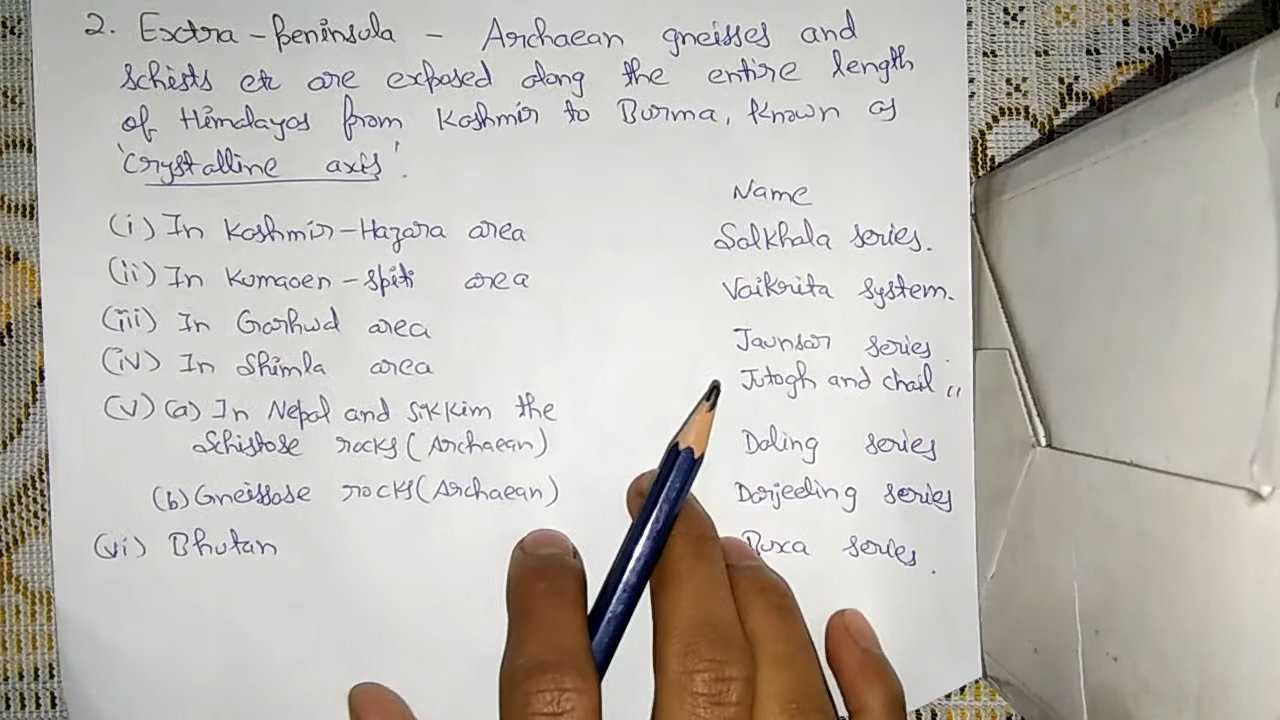 2. Extra-Peninsula - Archaean gneisses and
Schists etc are exposed along the entire length
of Himalayas from Kashmir to Burma, known as
'Crystalline axis'.
Name
(i) In Kashmir-Hazara area Salkhala series.
(ii) In Kumaoen-Spiti area Vaikrita system.
(iii) In Garhwal area Jaunsar series.
(iv) In Shimla area Jutogh and chail "
(v) (a) In Nepal and Sikkim the
Schistose rocks (Archaean) Daling series
(b) Gneissose rocks (Archaean) Darjeeling series
(vi) Bhutan Buxa series.